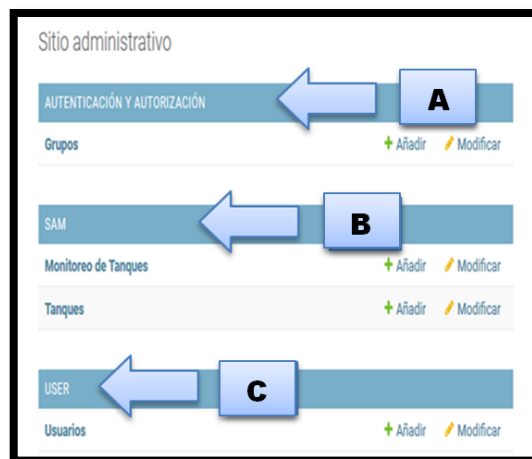 Sitio administrativo
AUTENTICACIÓN Y AUTORIZACIÓN
A
Grupos + Añadir Modificar
SAM
B
Monitoreo de Tanques + Añadir Modificar
Tanques + Añadir Modificar
USER
C
Usuarios + Añadir Modificar